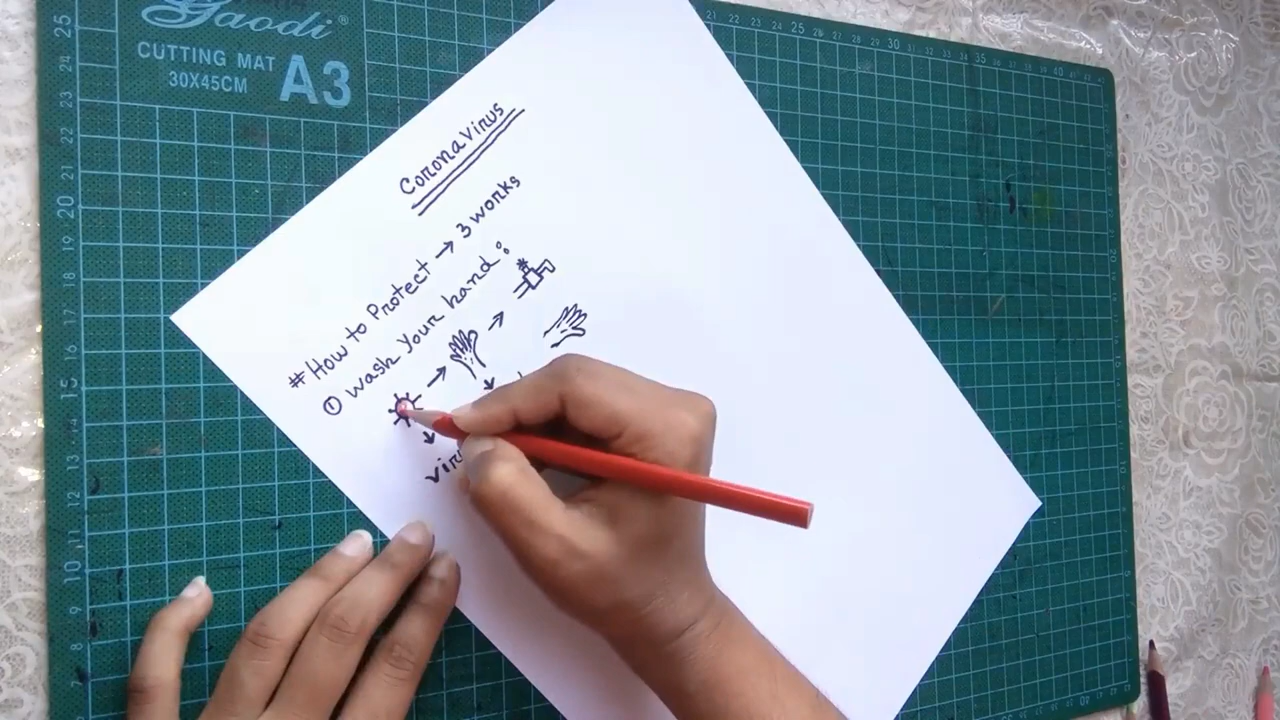 Gaodi®
CUTTING MAT
30X45CM
A3
Corona Virus
# How to Protect → 3 works
① wash Your hand :